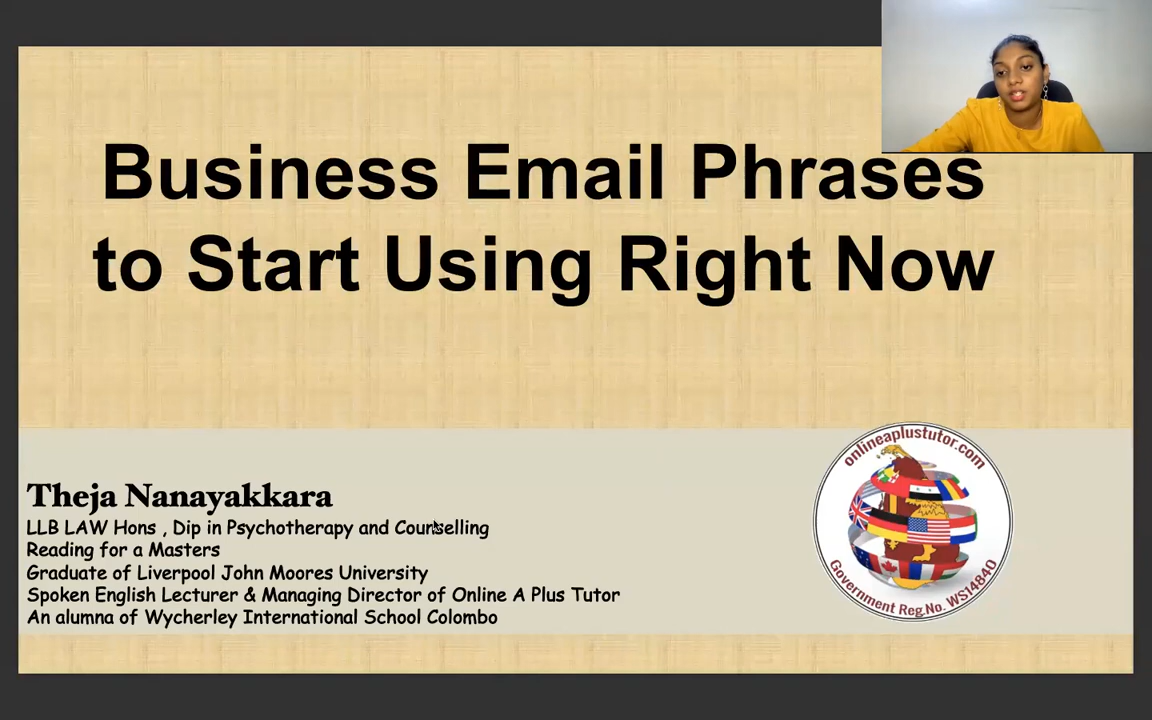 Business Email Phrases
to Start Using Right Now
Theja Nanayakkara
LLB LAW Hons , Dip in Psychotherapy and Counselling
Reading for a Masters
Graduate of Liverpool John Moores University
Spoken English Lecturer & Managing Director of Online A Plus Tutor
An alumna of Wycherley International School Colombo
onlineaplustutor.com
Government Reg.No. WS14840